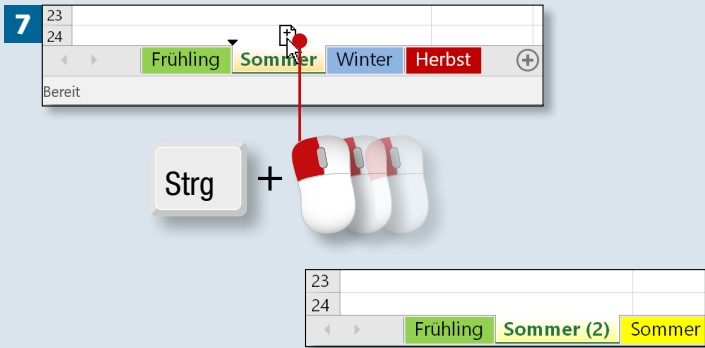 7
23
24
Frühling Sommer Winter Herbst
Bereit
Strg +
23
24
Frühling Sommer (2) Sommer